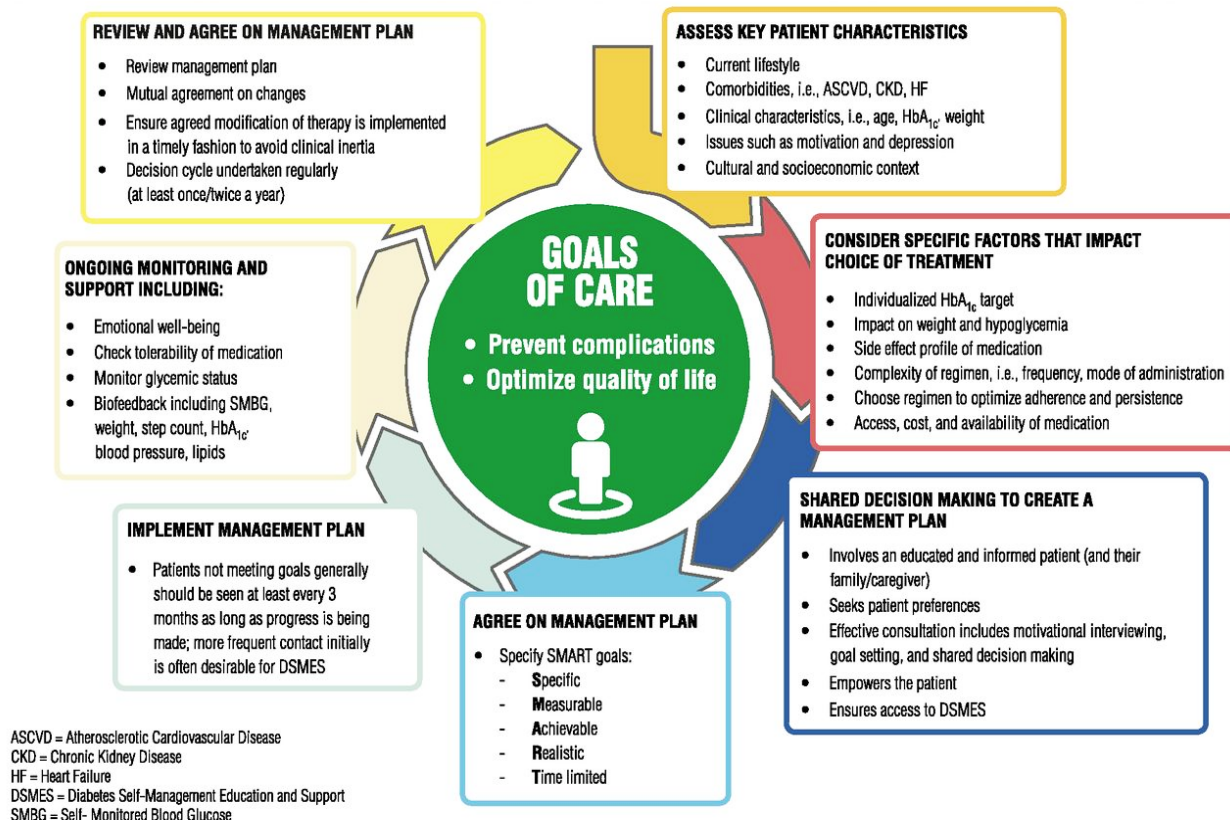 REVIEW AND AGREE ON MANAGEMENT PLAN
• Review management plan
• Mutual agreement on changes
• Ensure agreed modification of therapy is implemented
in a timely fashion to avoid clinical inertia
• Decision cycle undertaken regularly
(at least once/twice a year)
ASSESS KEY PATIENT CHARACTERISTICS
• Current lifestyle
• Comorbidities, i.e., ASCVD, CKD, HF
• Clinical characteristics, i.e., age, HbA1c, weight
• Issues such as motivation and depression
• Cultural and socioeconomic context
CONSIDER SPECIFIC FACTORS THAT IMPACT
CHOICE OF TREATMENT
• Individualized HbA1c target
• Impact on weight and hypoglycemia
• Side effect profile of medication
• Complexity of regimen, i.e., frequency, mode of administration
• Choose regimen to optimize adherence and persistence
• Access, cost, and availability of medication
SHARED DECISION MAKING TO CREATE A
MANAGEMENT PLAN
• Involves an educated and informed patient (and their
family/caregiver)
• Seeks patient preferences
• Effective consultation includes motivational interviewing,
goal setting, and shared decision making
• Empowers the patient
• Ensures access to DSMES
AGREE ON MANAGEMENT PLAN
• Specify SMART goals:
- Specific
- Measurable
- Achievable
- Realistic
- Time limited
IMPLEMENT MANAGEMENT PLAN
• Patients not meeting goals generally
should be seen at least every 3
months as long as progress is being
made; more frequent contact initially
is often desirable for DSMES
ONGOING MONITORING AND
SUPPORT INCLUDING:
• Emotional well-being
• Check tolerability of medication
• Monitor glycemic status
• Biofeedback including SMBG,
weight, step count, HbA1c,
blood pressure, lipids
GOALS
OF CARE
• Prevent complications
• Optimize quality of life
ASCVD = Atherosclerotic Cardiovascular Disease
CKD = Chronic Kidney Disease
HF = Heart Failure
DSMES = Diabetes Self-Management Education and Support
SMBG = Self- Monitored Blood Glucose